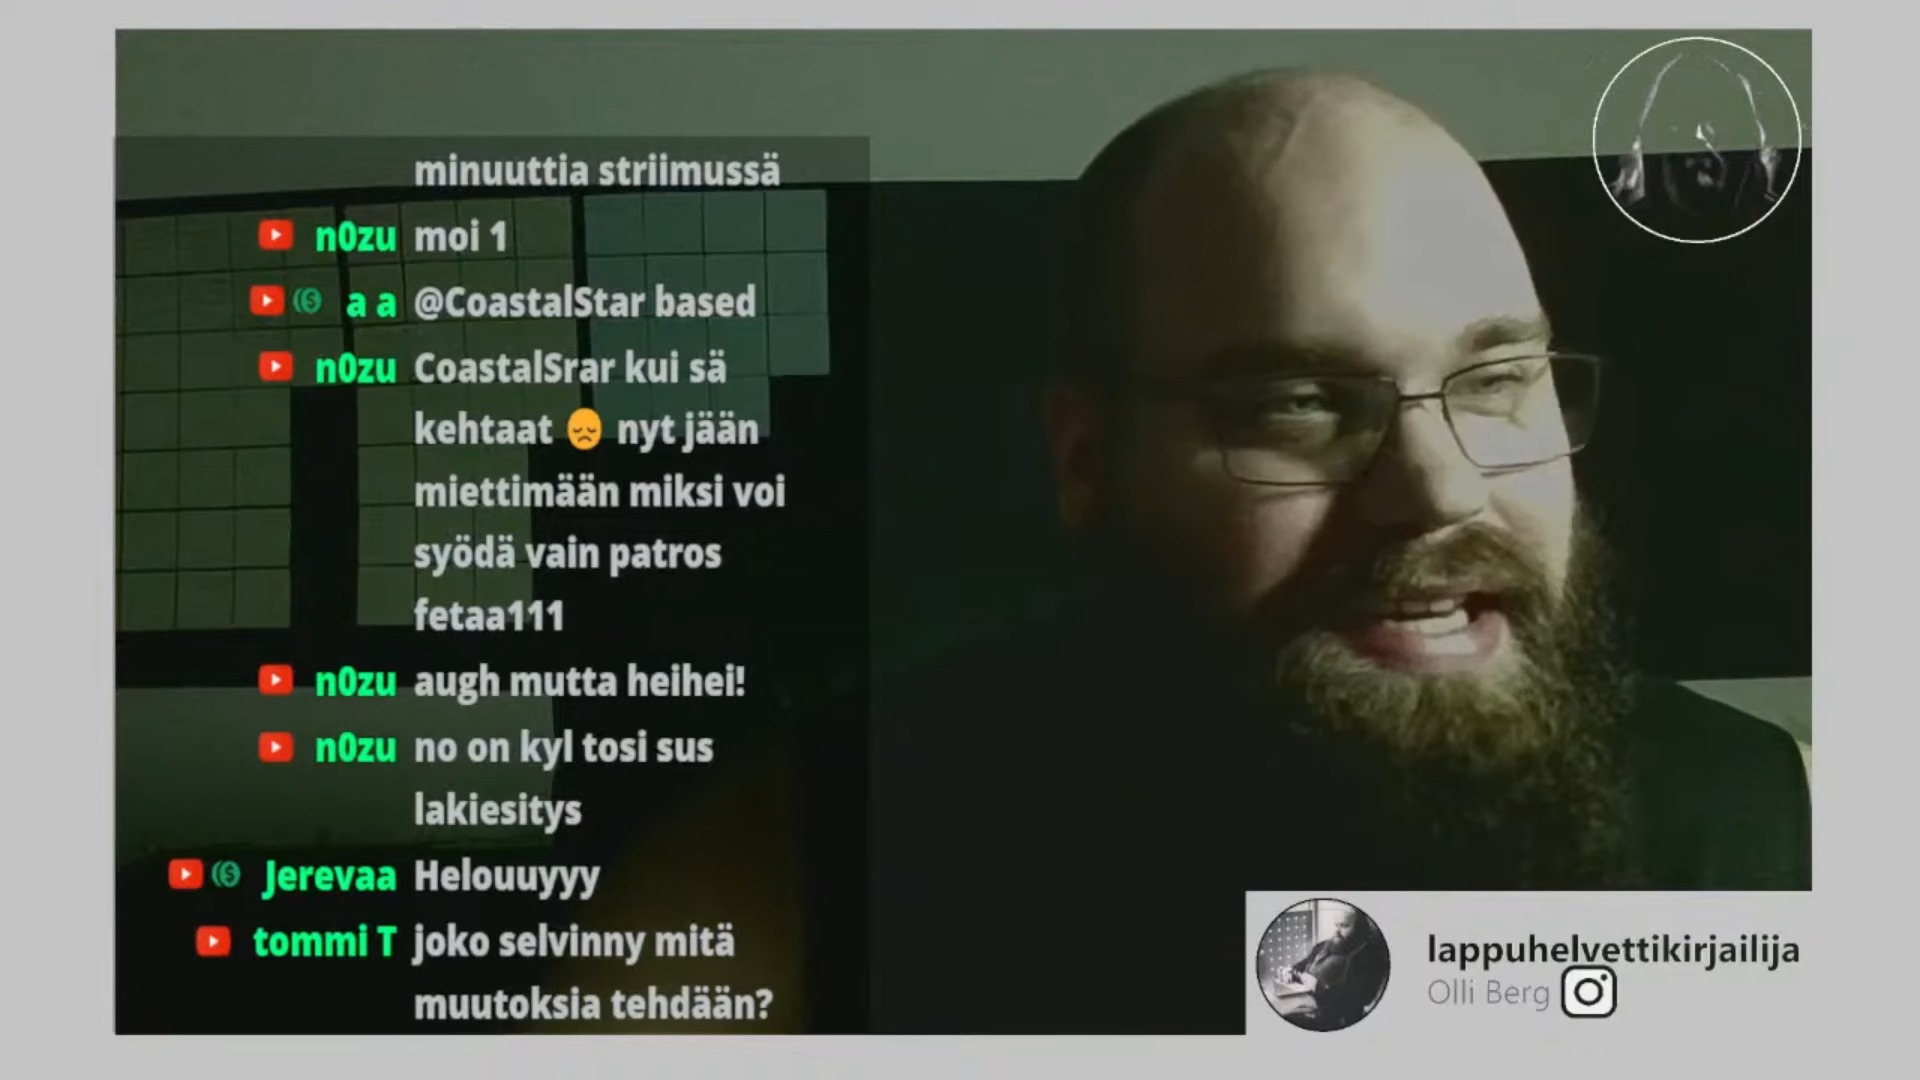 minuuttia striimussä
n0zu moi 1
a a @CoastalStar based
n0zu CoastalSrar kui sä
kehtaat 😞 nyt jään
miettimään miksi voi
syödä vain patros
fetaa111
n0zu augh mutta heihei!
n0zu no on kyl tosi sus
lakiesitys
Jerevaa Helouuyyy
tommi T joko selvinny mitä
muutoksia tehdään?
lappuhelvettikirjailija
Olli Berg